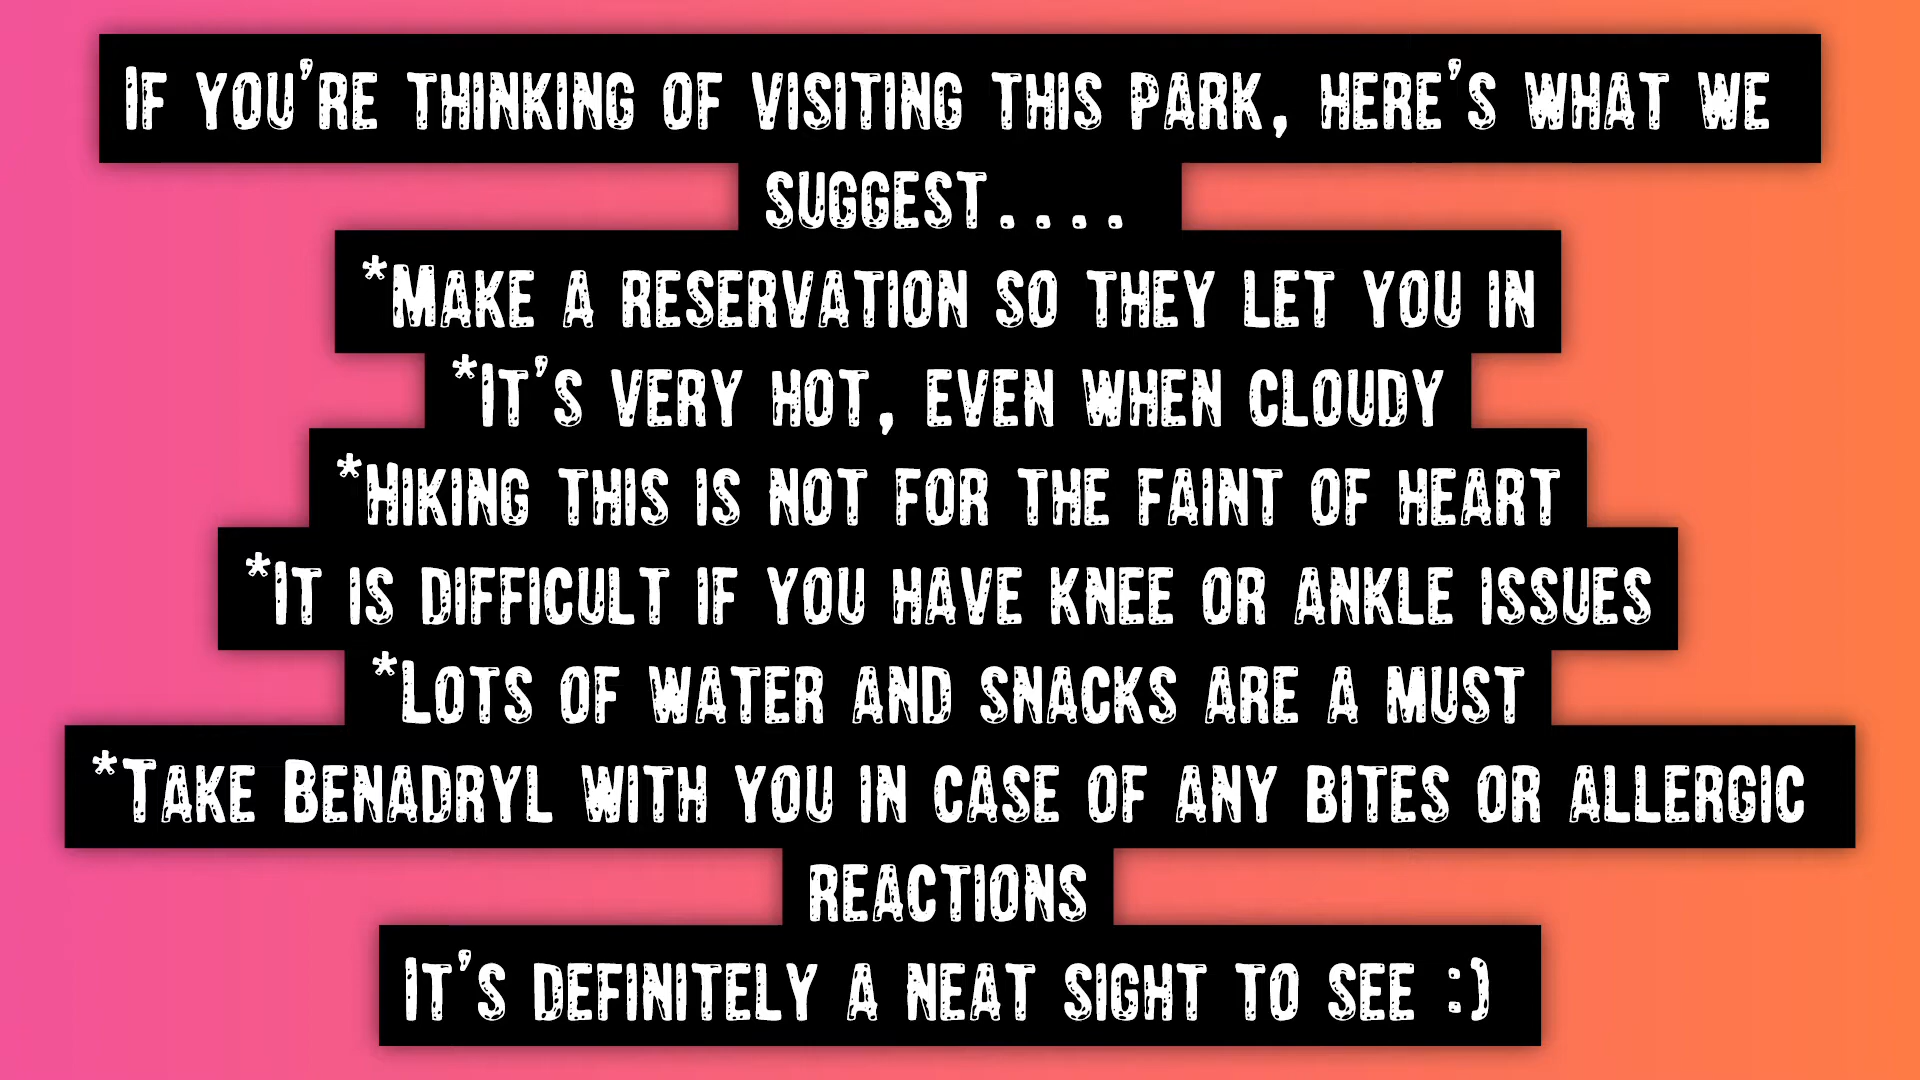 If you're thinking of visiting this park, here's what we
suggest....
*Make a reservation so they let you in
*It's very hot, even when cloudy
*Hiking this is not for the faint of heart
*It is difficult if you have knee or ankle issues
*Lots of water and snacks are a must
*Take Benadryl with you in case of any bites or allergic
reactions
It's definitely a neat sight to see :)